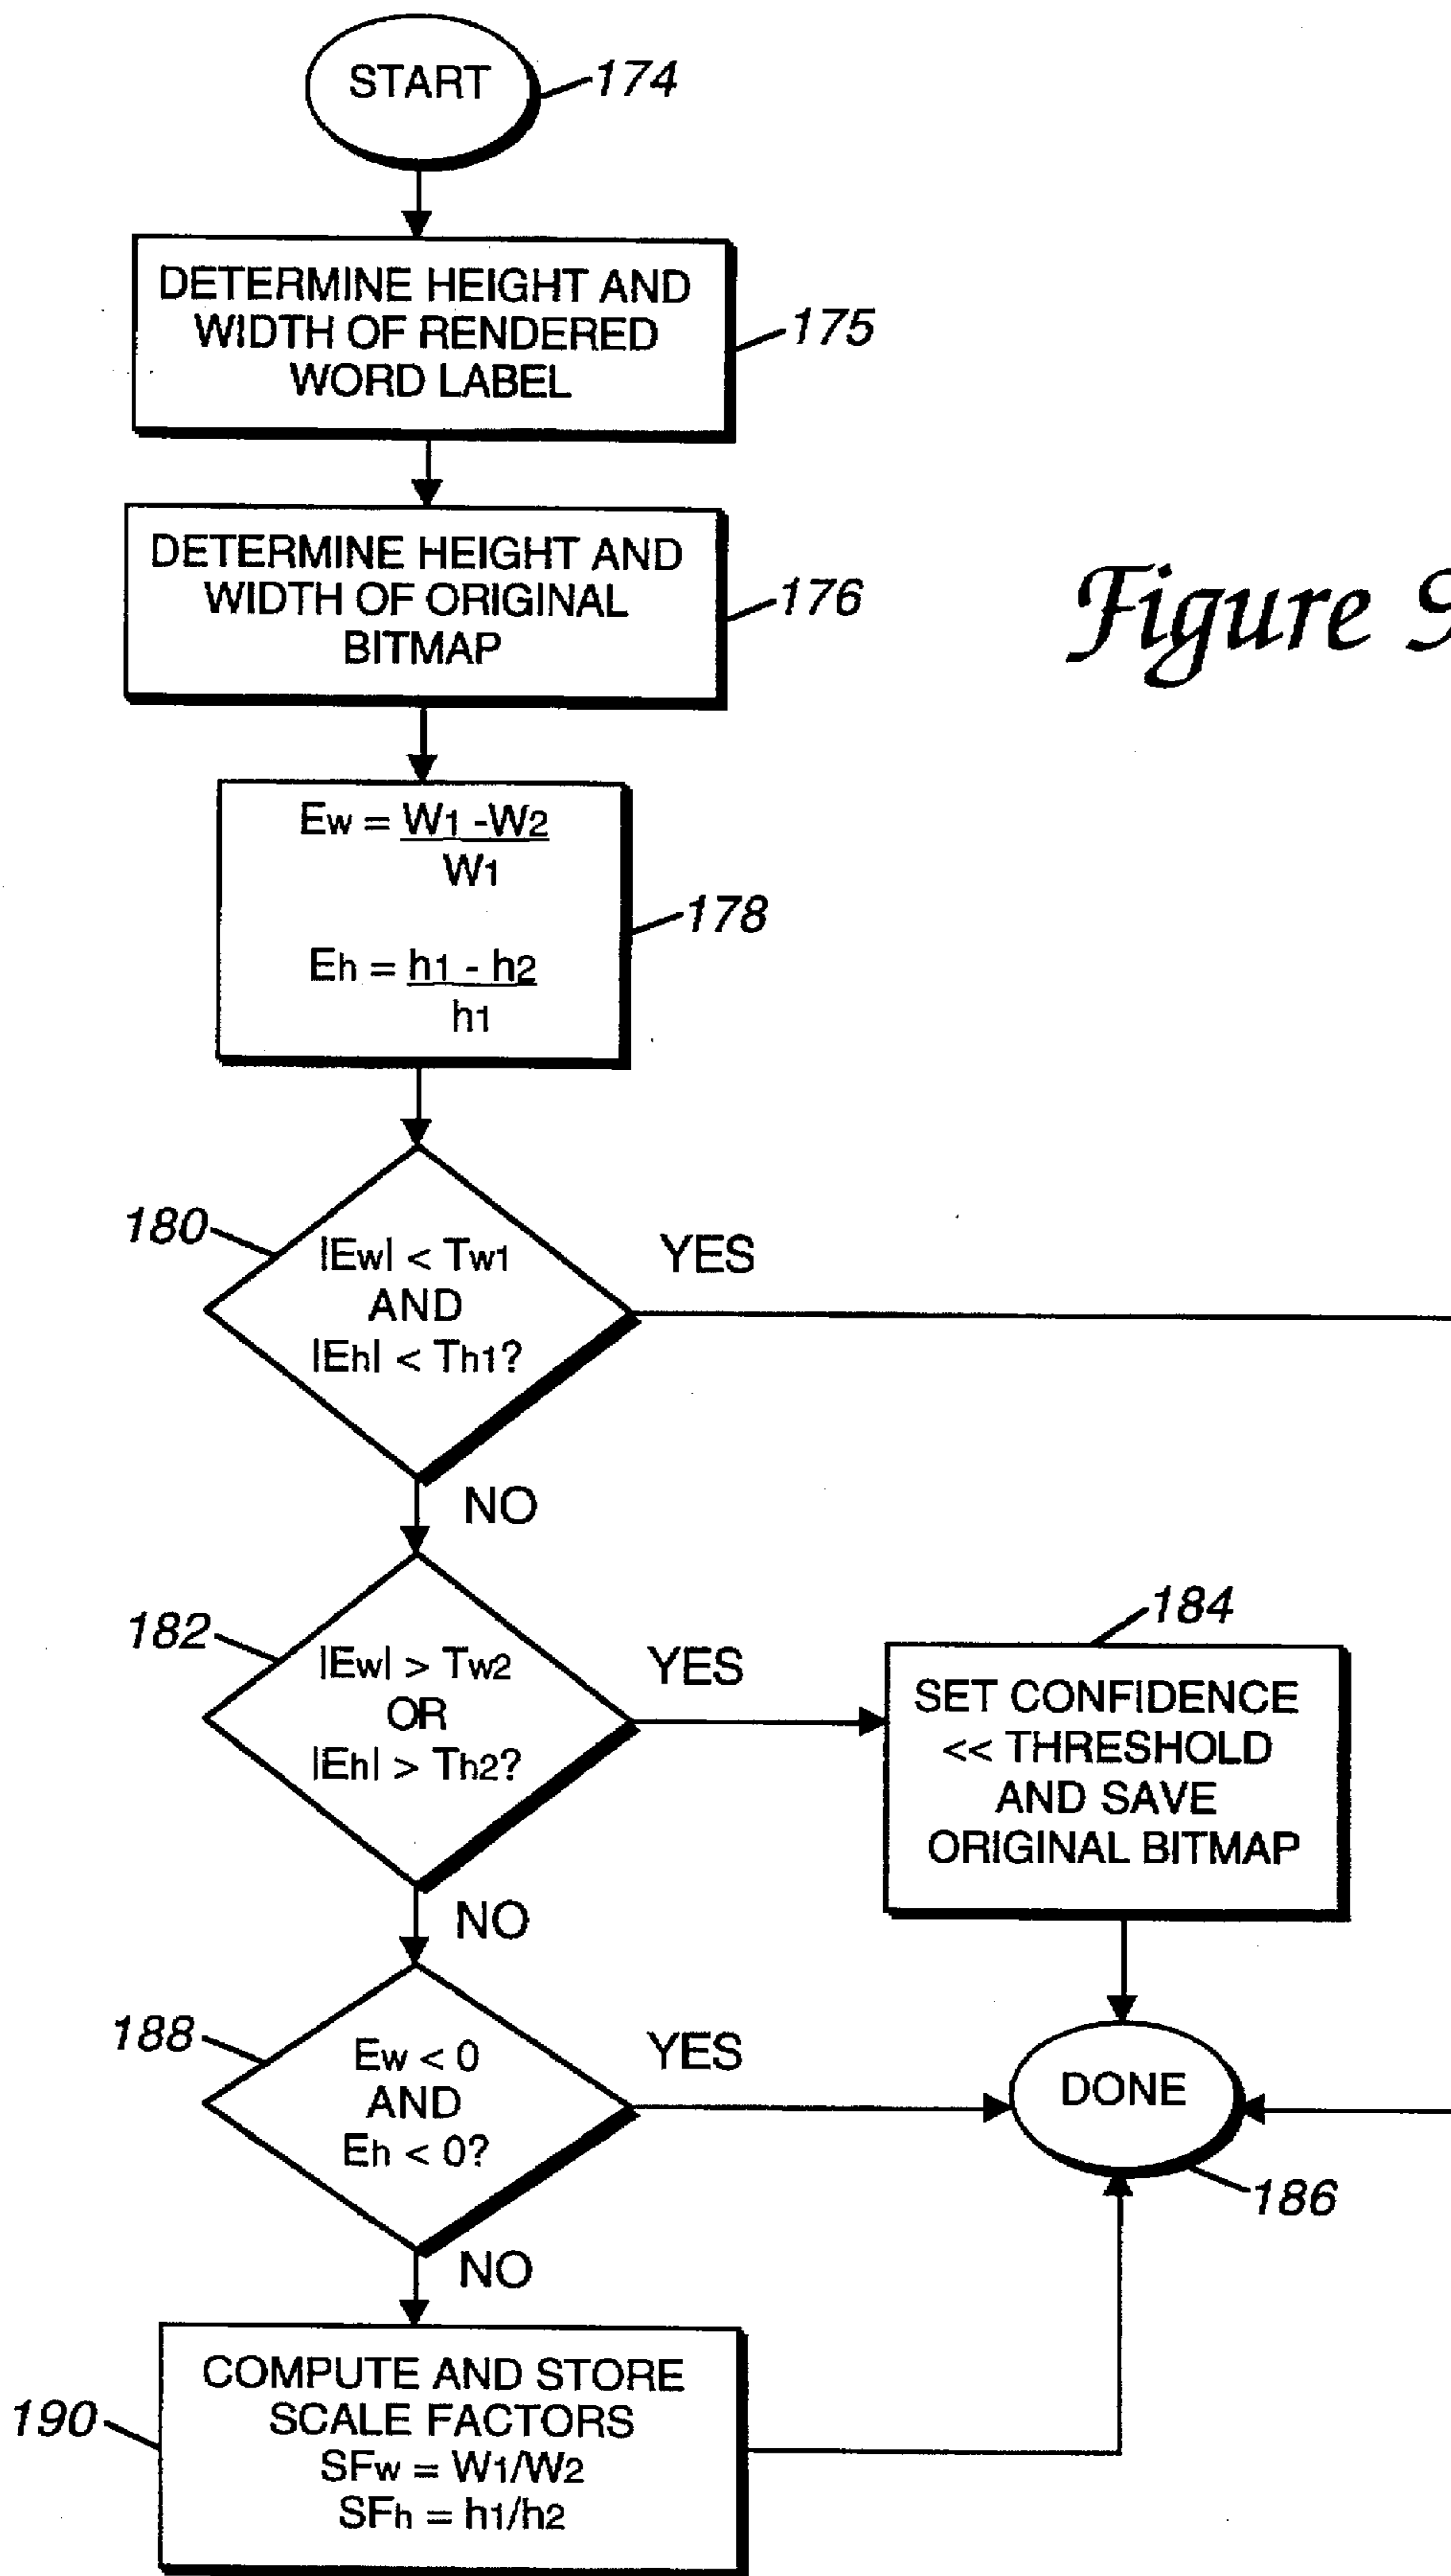 START
174
DETERMINE HEIGHT AND
WIDTH OF RENDERED
WORD LABEL
175
DETERMINE HEIGHT AND
WIDTH OF ORIGINAL
BITMAP
176
Figure 9
Ew = W1 -W2
W1
Eh = h1 - h2
h1
178
180
|Ew| < Tw1
AND
|Eh| < Th1?
YES
NO
182
|Ew| > Tw2
OR
|Eh| > Th2?
YES
184
SET CONFIDENCE
<< THRESHOLD
AND SAVE
ORIGINAL BITMAP
NO
188
Ew < 0
AND
Eh < 0?
YES
DONE
186
NO
190
COMPUTE AND STORE
SCALE FACTORS
SFw = W1/W2
SFh = h1/h2